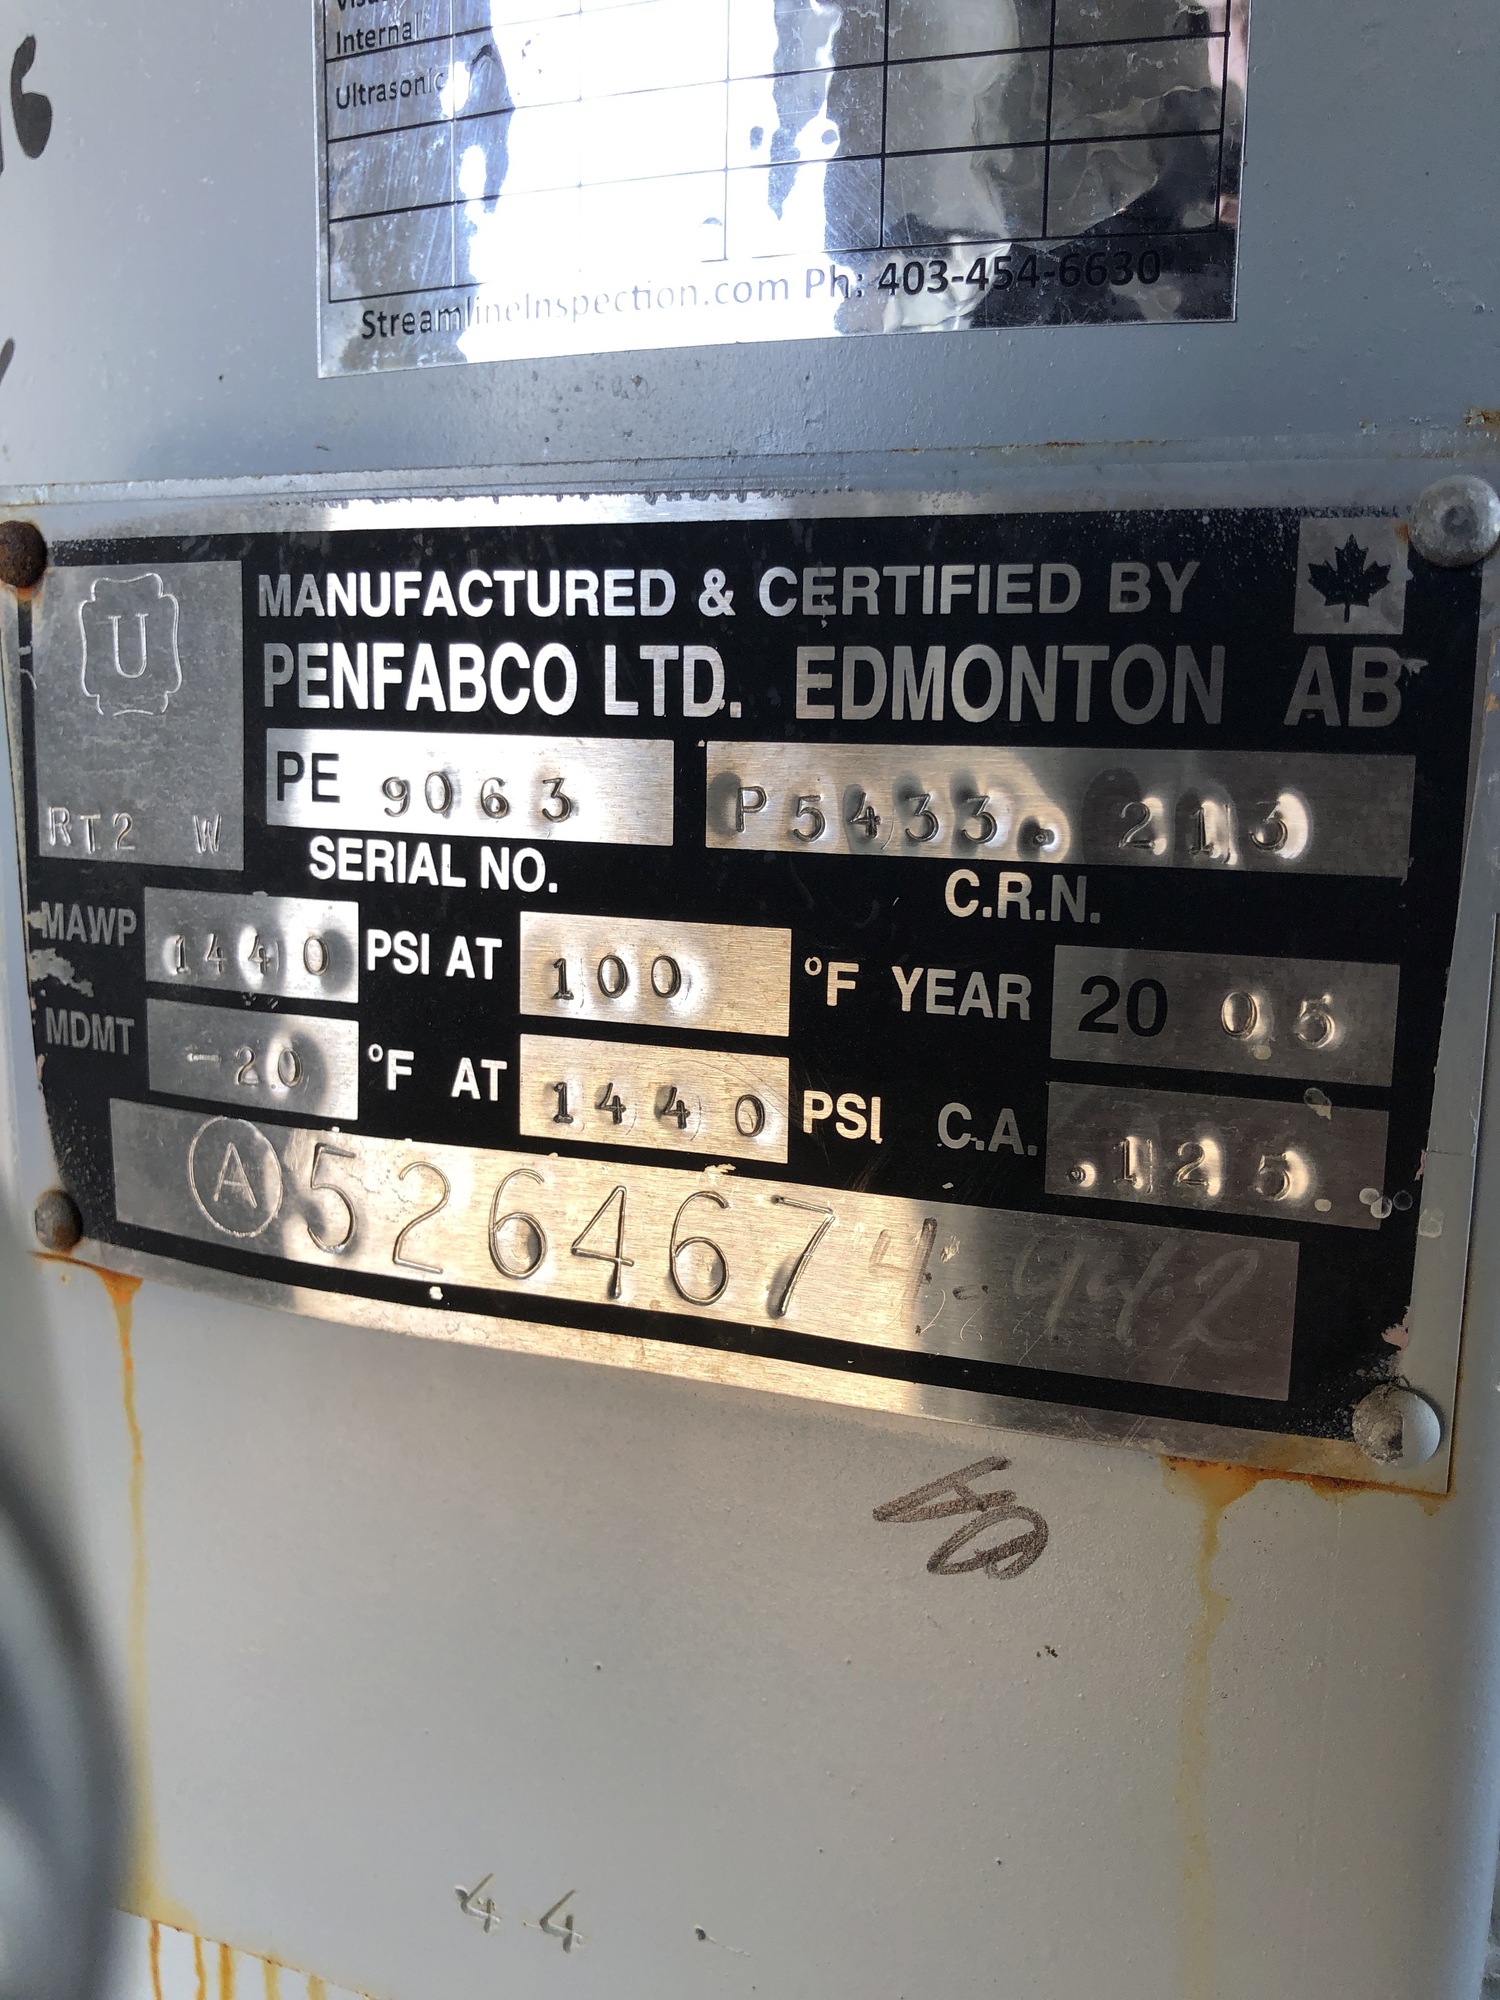 Internal
Ultrasonic
StreamlineInspection.com Ph: 403-454-6630
U
MANUFACTURED & CERTIFIED BY
PENFABCO LTD. EDMONTON AB
PE 9063 P5433.213
RT2 W
SERIAL NO. C.R.N.
MAWP 1440 PSI AT 100 °F YEAR 2005
MDMT -20 °F AT 1440 PSI C.A. .125
A 526467
44